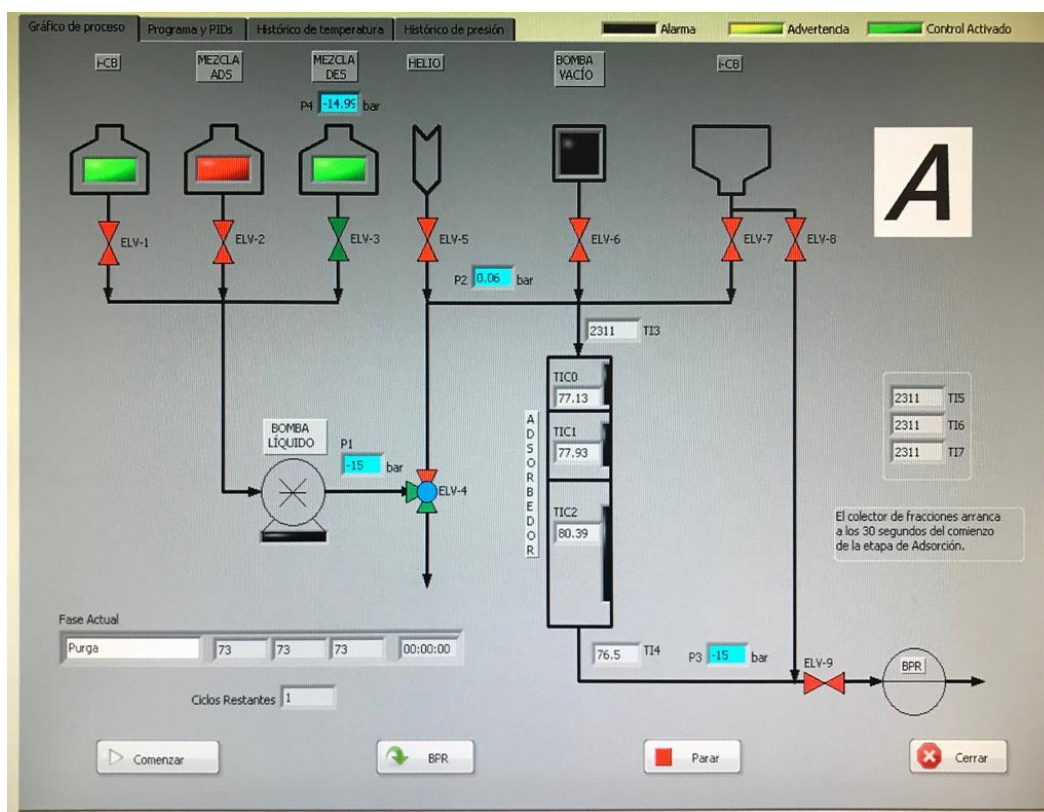 Gráfico de proceso
Programa y PIDs
Histórico de temperatura
Histórico de presión
Alarma
Advertencia
Control Activado
i-C8
MEZCLA
ADS
MEZCLA
DES
HELIO
BOMBA
VACÍO
i-C8
P4 -14.99 bar
A
ELV-1
ELV-2
ELV-3
ELV-5
ELV-6
ELV-7
ELV-8
P2 0.06 bar
2311 TI3
TIC0
77.13
TIC1
77.93
TIC2
80.39
ADSORBEDOR
2311 TI5
2311 TI6
2311 TI7
BOMBA
LÍQUIDO
P1
-15 bar
ELV-4
El colector de fracciones arranca
a los 30 segundos del comienzo
de la etapa de Adsorción.
Fase Actual
Purga 73 73 73 00:00:00
Ciclos Restantes 1
76.5 TI4
P3 -15 bar
ELV-9
BPR
Comenzar
BPR
Parar
Cerrar